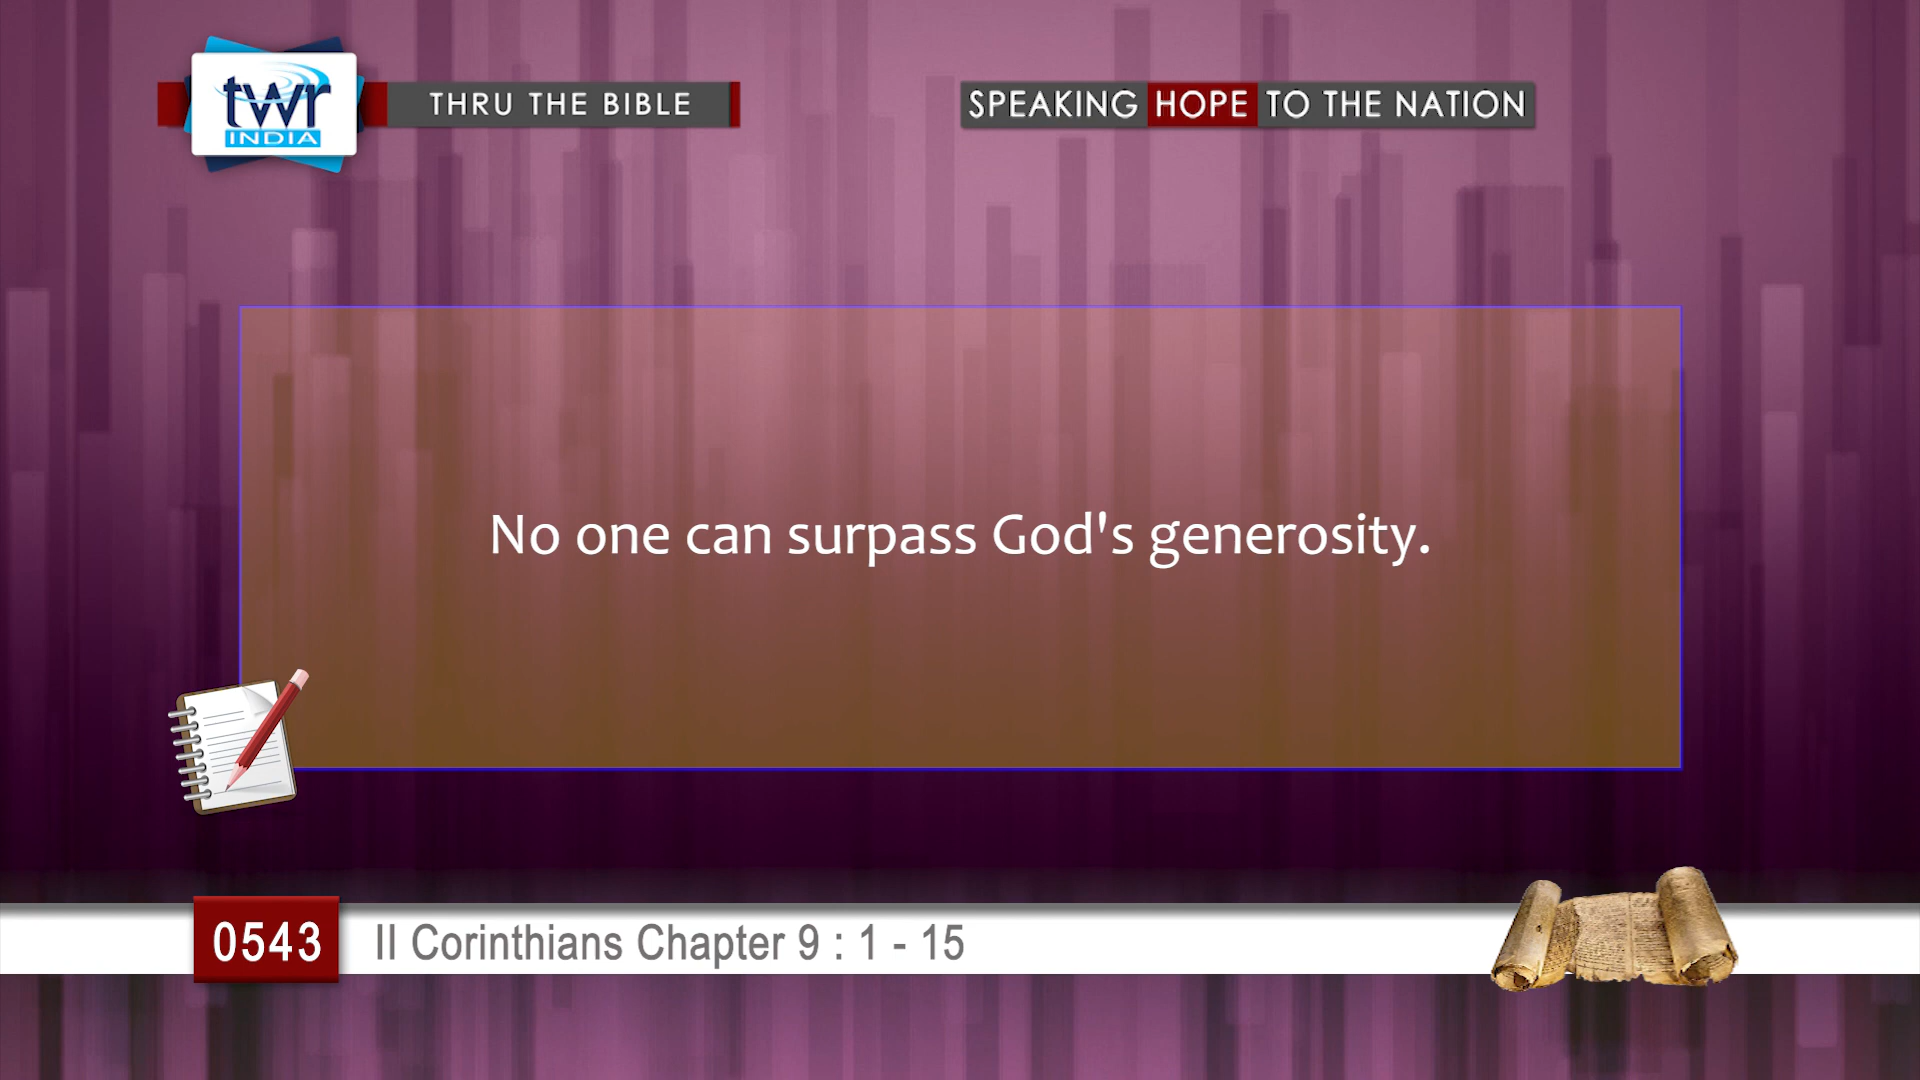 twr
INDIA
THRU THE BIBLE
SPEAKING HOPE TO THE NATION
No one can surpass God's generosity.
0543
II Corinthians Chapter 9 : 1 - 15